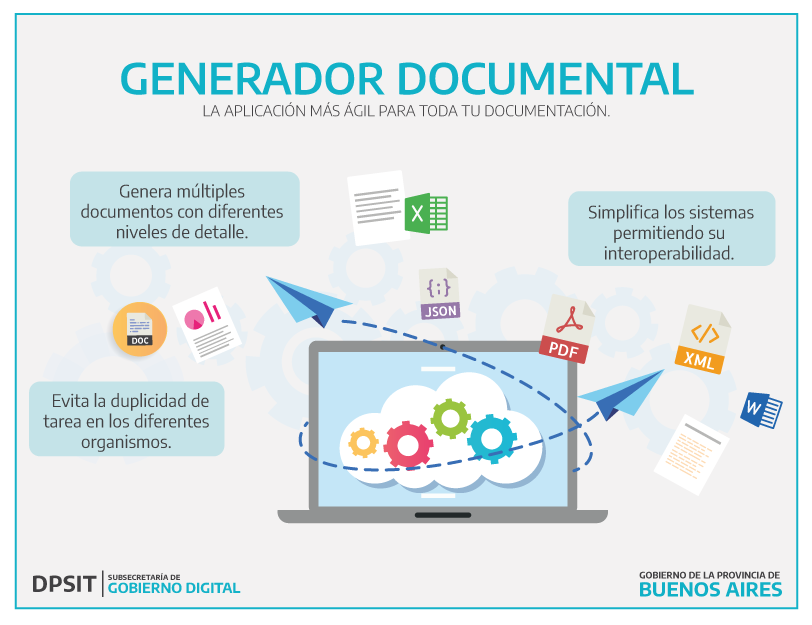 GENERADOR DOCUMENTAL
LA APLICACIÓN MÁS ÁGIL PARA TODA TU DOCUMENTACIÓN.
Genera múltiples
documentos con diferentes
niveles de detalle.
X
Simplifica los sistemas
permitiendo su
interoperabilidad.
{;}
JSON
DOC
PDF
</>
XML
W
Evita la duplicidad de
tarea en los diferentes
organismos.
DPSIT
SUBSECRETARÍA DE
GOBIERNO DIGITAL
GOBIERNO DE LA PROVINCIA DE
BUENOS AIRES